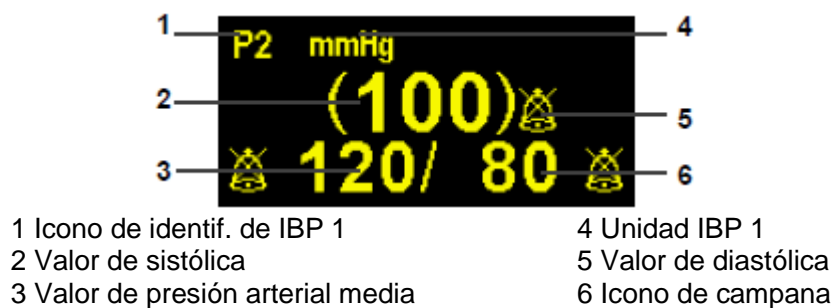 1 4
P2 mmHg
2 (100) 5
3 120/ 80 6
1 Icono de identif. de IBP 1 4 Unidad IBP 1
2 Valor de sistólica 5 Valor de diastólica
3 Valor de presión arterial media 6 Icono de campana